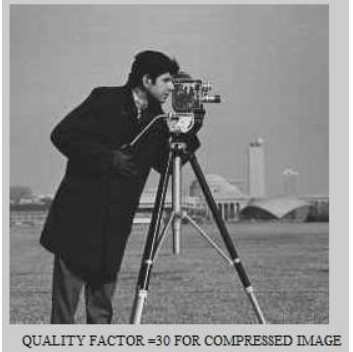 QUALITY FACTOR =30 FOR COMPRESSED IMAGE